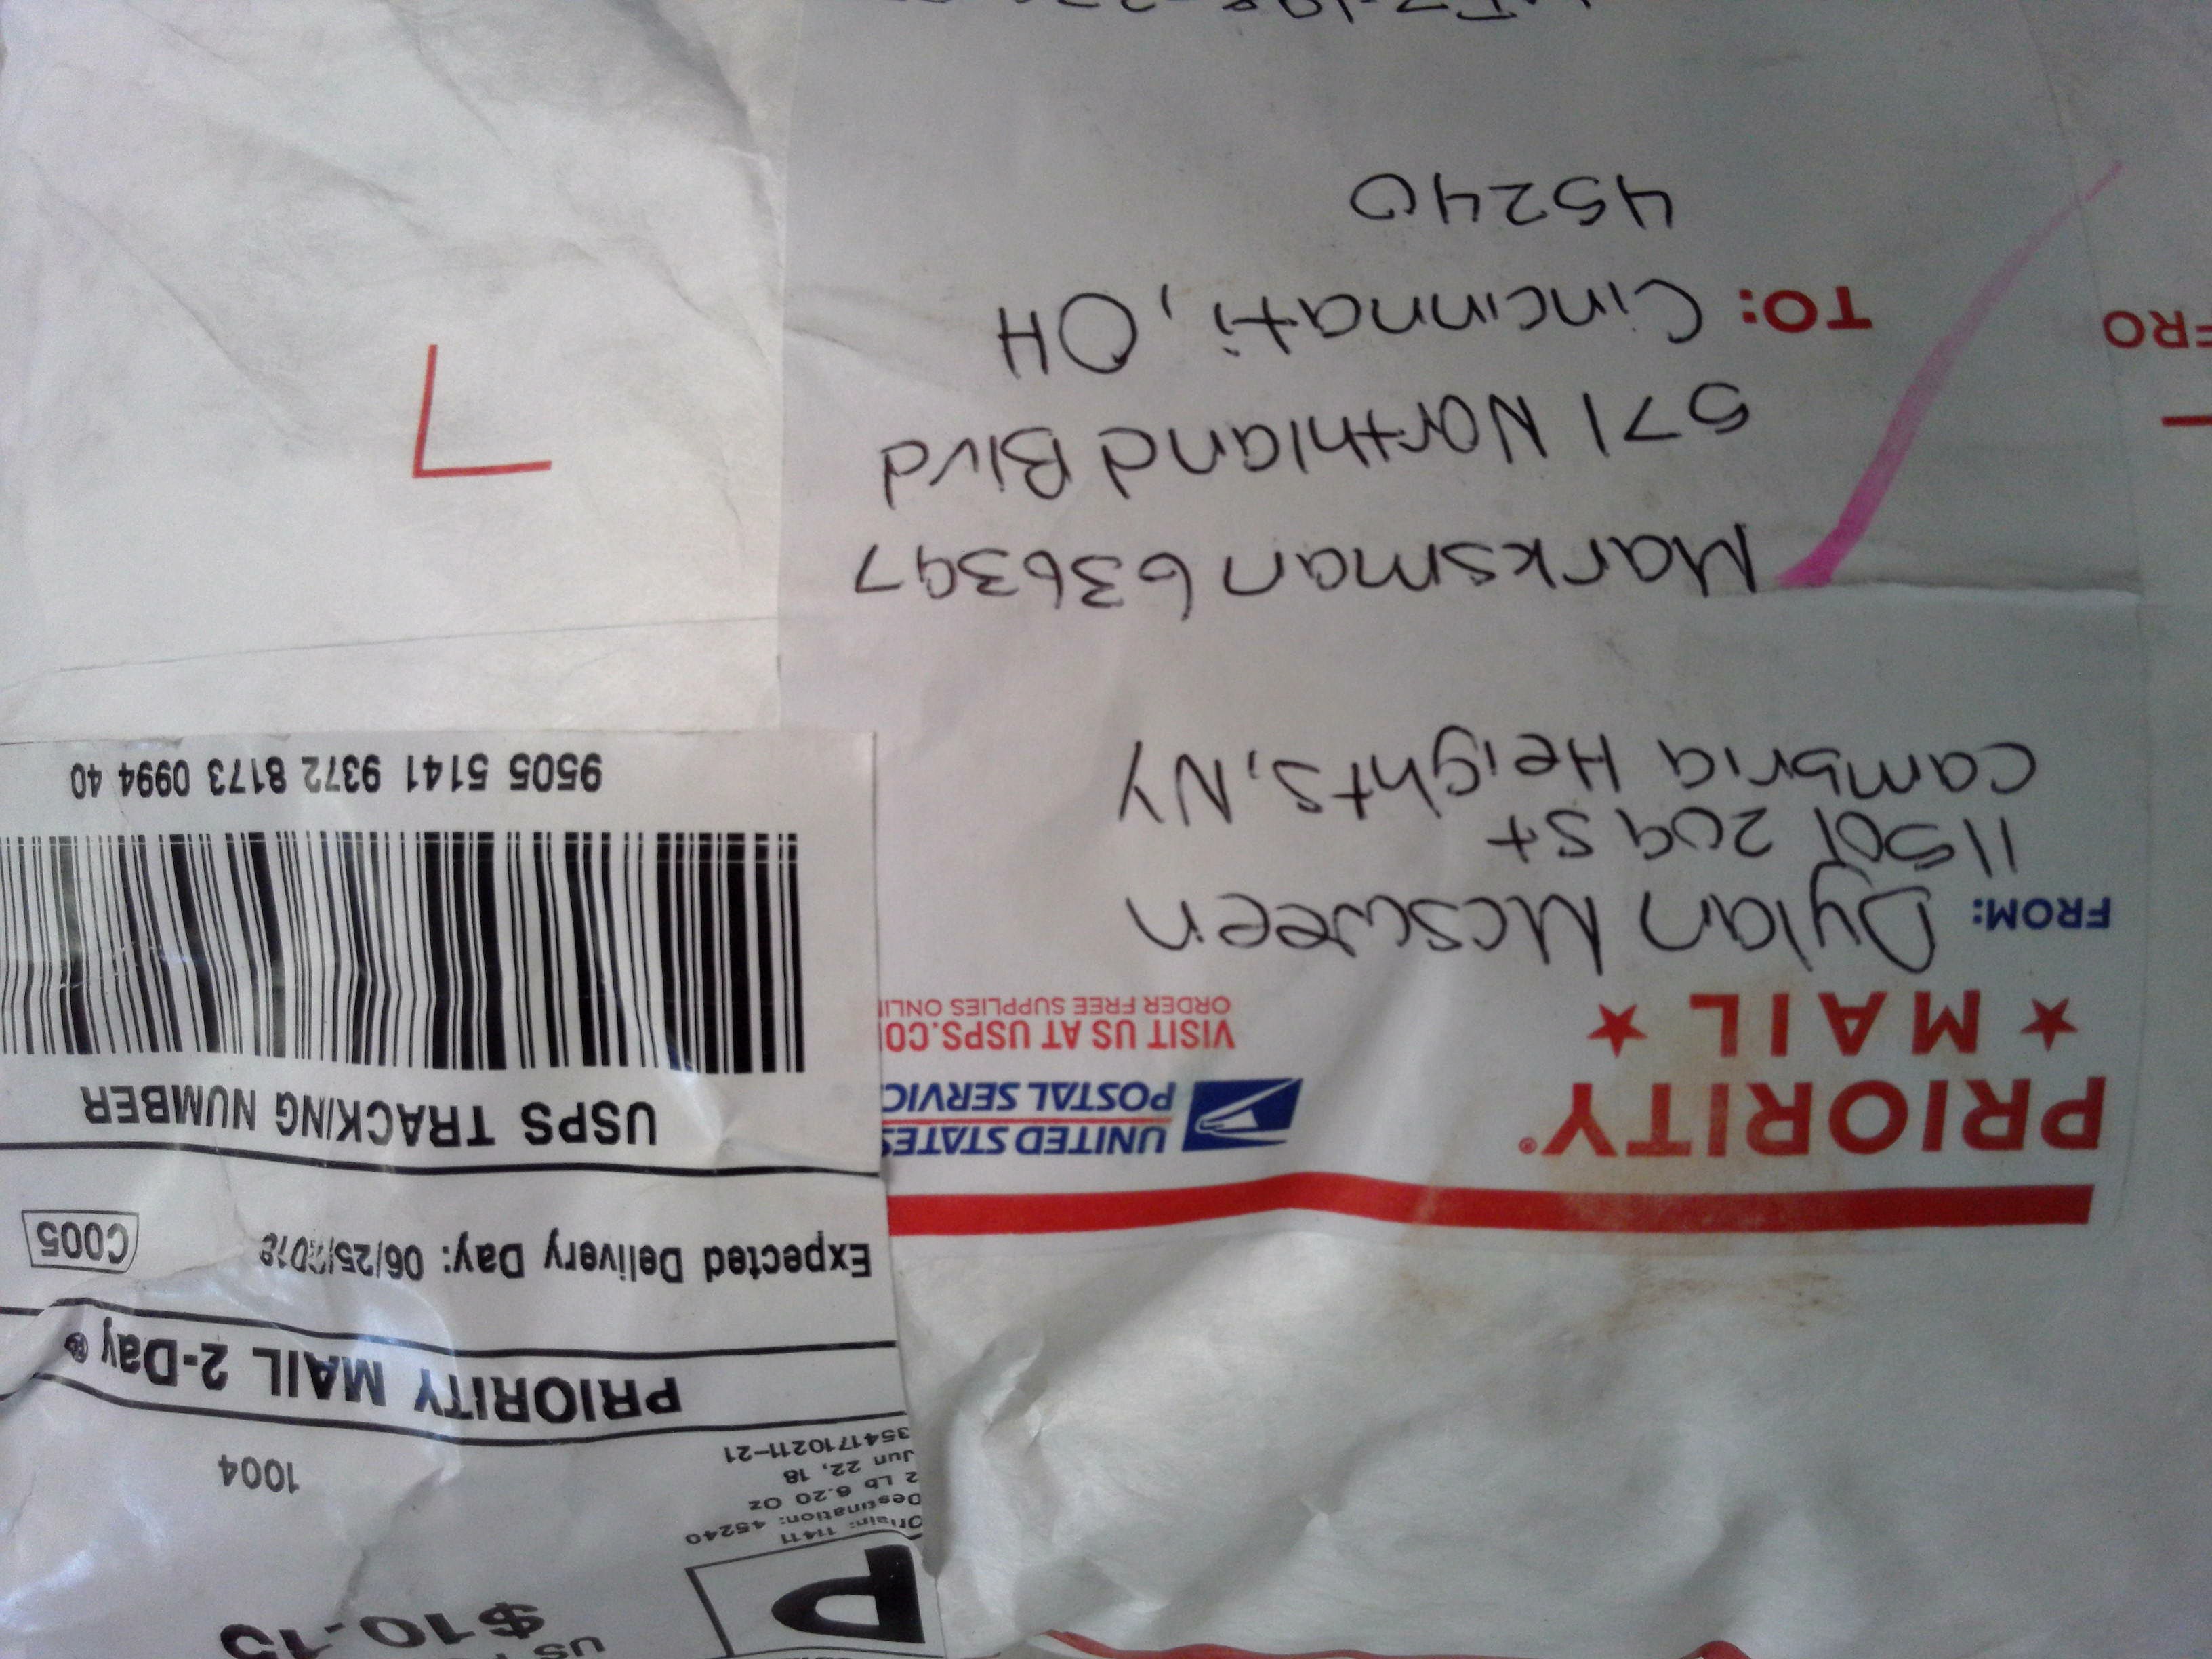 US
$10.15
P
Origin: 11411
Destination: 45240
2 Lb 6.20 Oz
Jun 22, 18
3541710211-21
1004
PRIORITY MAIL 2-Day ®
Expected Delivery Day: 06/25/2018
C005
USPS TRACKING NUMBER
9505 5141 9372 8173 0994 40
PRIORITY®
★ MAIL ★
UNITED STATES
POSTAL SERVIC
VISIT US AT USPS.CO
ORDER FREE SUPPLIES ONLI
FROM: Dylan Mcsween
11501 209 St
Cambria Heights, NY
Marksman 636397
571 Northland Blvd
TO: Cincinnati, OH
45240
FRO